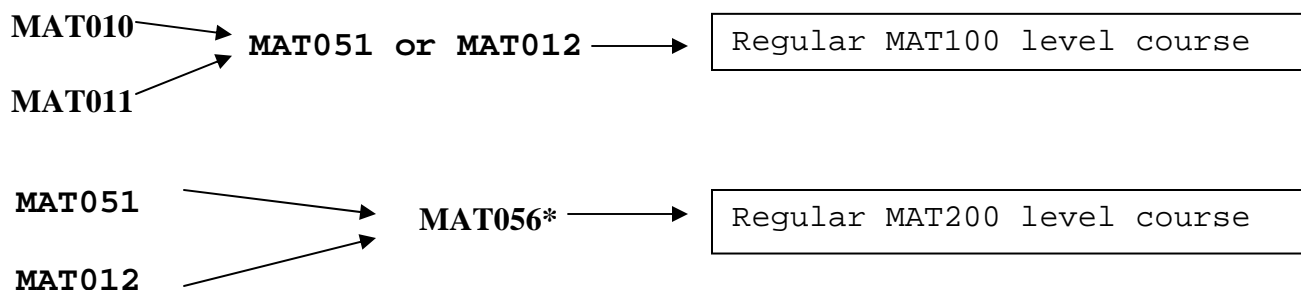 MAT010
MAT051 or MAT012
Regular MAT100 level course
MAT011
MAT051
MAT056*
Regular MAT200 level course
MAT012